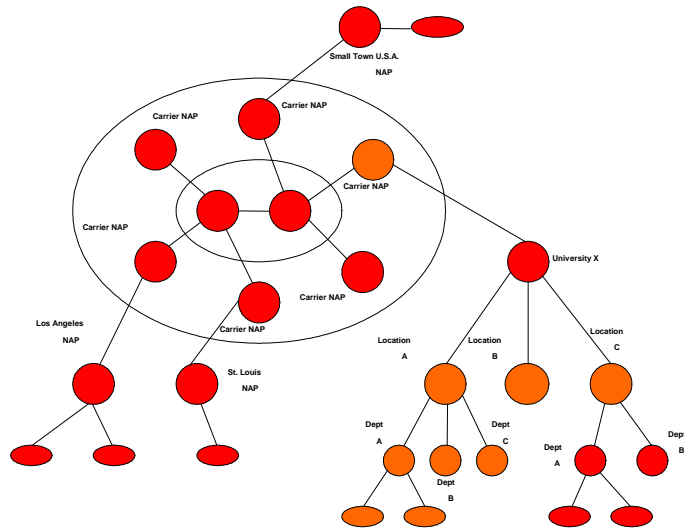 Small Town U.S.A.
NAP
Carrier NAP
Carrier NAP
Carrier NAP
Carrier NAP
University X
Carrier NAP
Los Angeles
NAP
Carrier NAP
Location
A
Location
B
Location
C
St. Louis
NAP
Dept
A
Dept
C
Dept
A
Dept
B
Dept
B